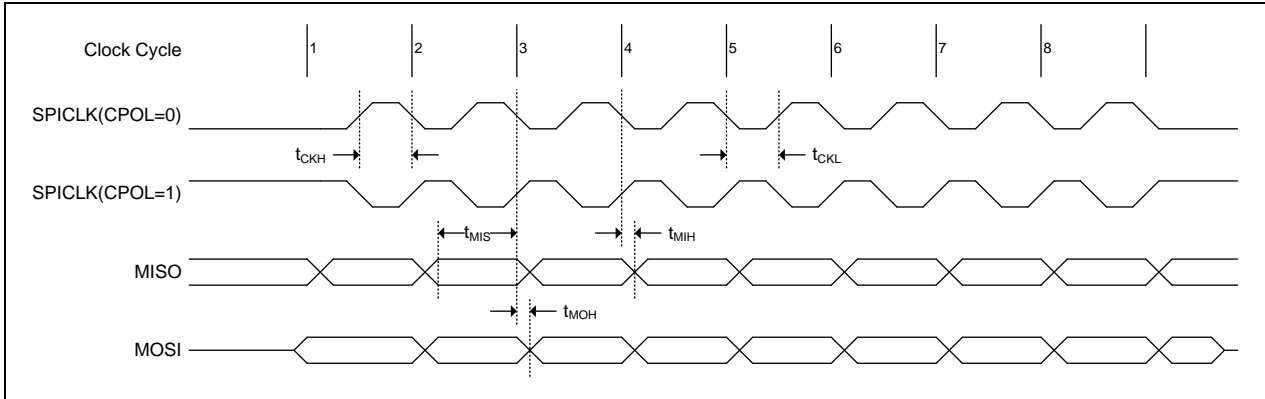 Clock Cycle 1 2 3 4 5 6 7 8
SPICLK(CPOL=0)
tCKH tCKL
SPICLK(CPOL=1)
tMIS tMIH
MISO
tMOH
MOSI